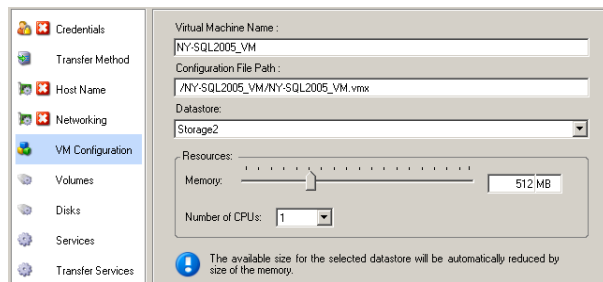 Credentials
Transfer Method
Host Name
Networking
VM Configuration
Volumes
Disks
Services
Transfer Services
Virtual Machine Name :
NY-SQL2005_VM
Configuration File Path :
/NY-SQL2005_VM/NY-SQL2005_VM.vmx
Datastore:
Storage2
Resources:
Memory:
512 MB
Number of CPUs:
1
The available size for the selected datastore will be automatically reduced by
size of the memory.